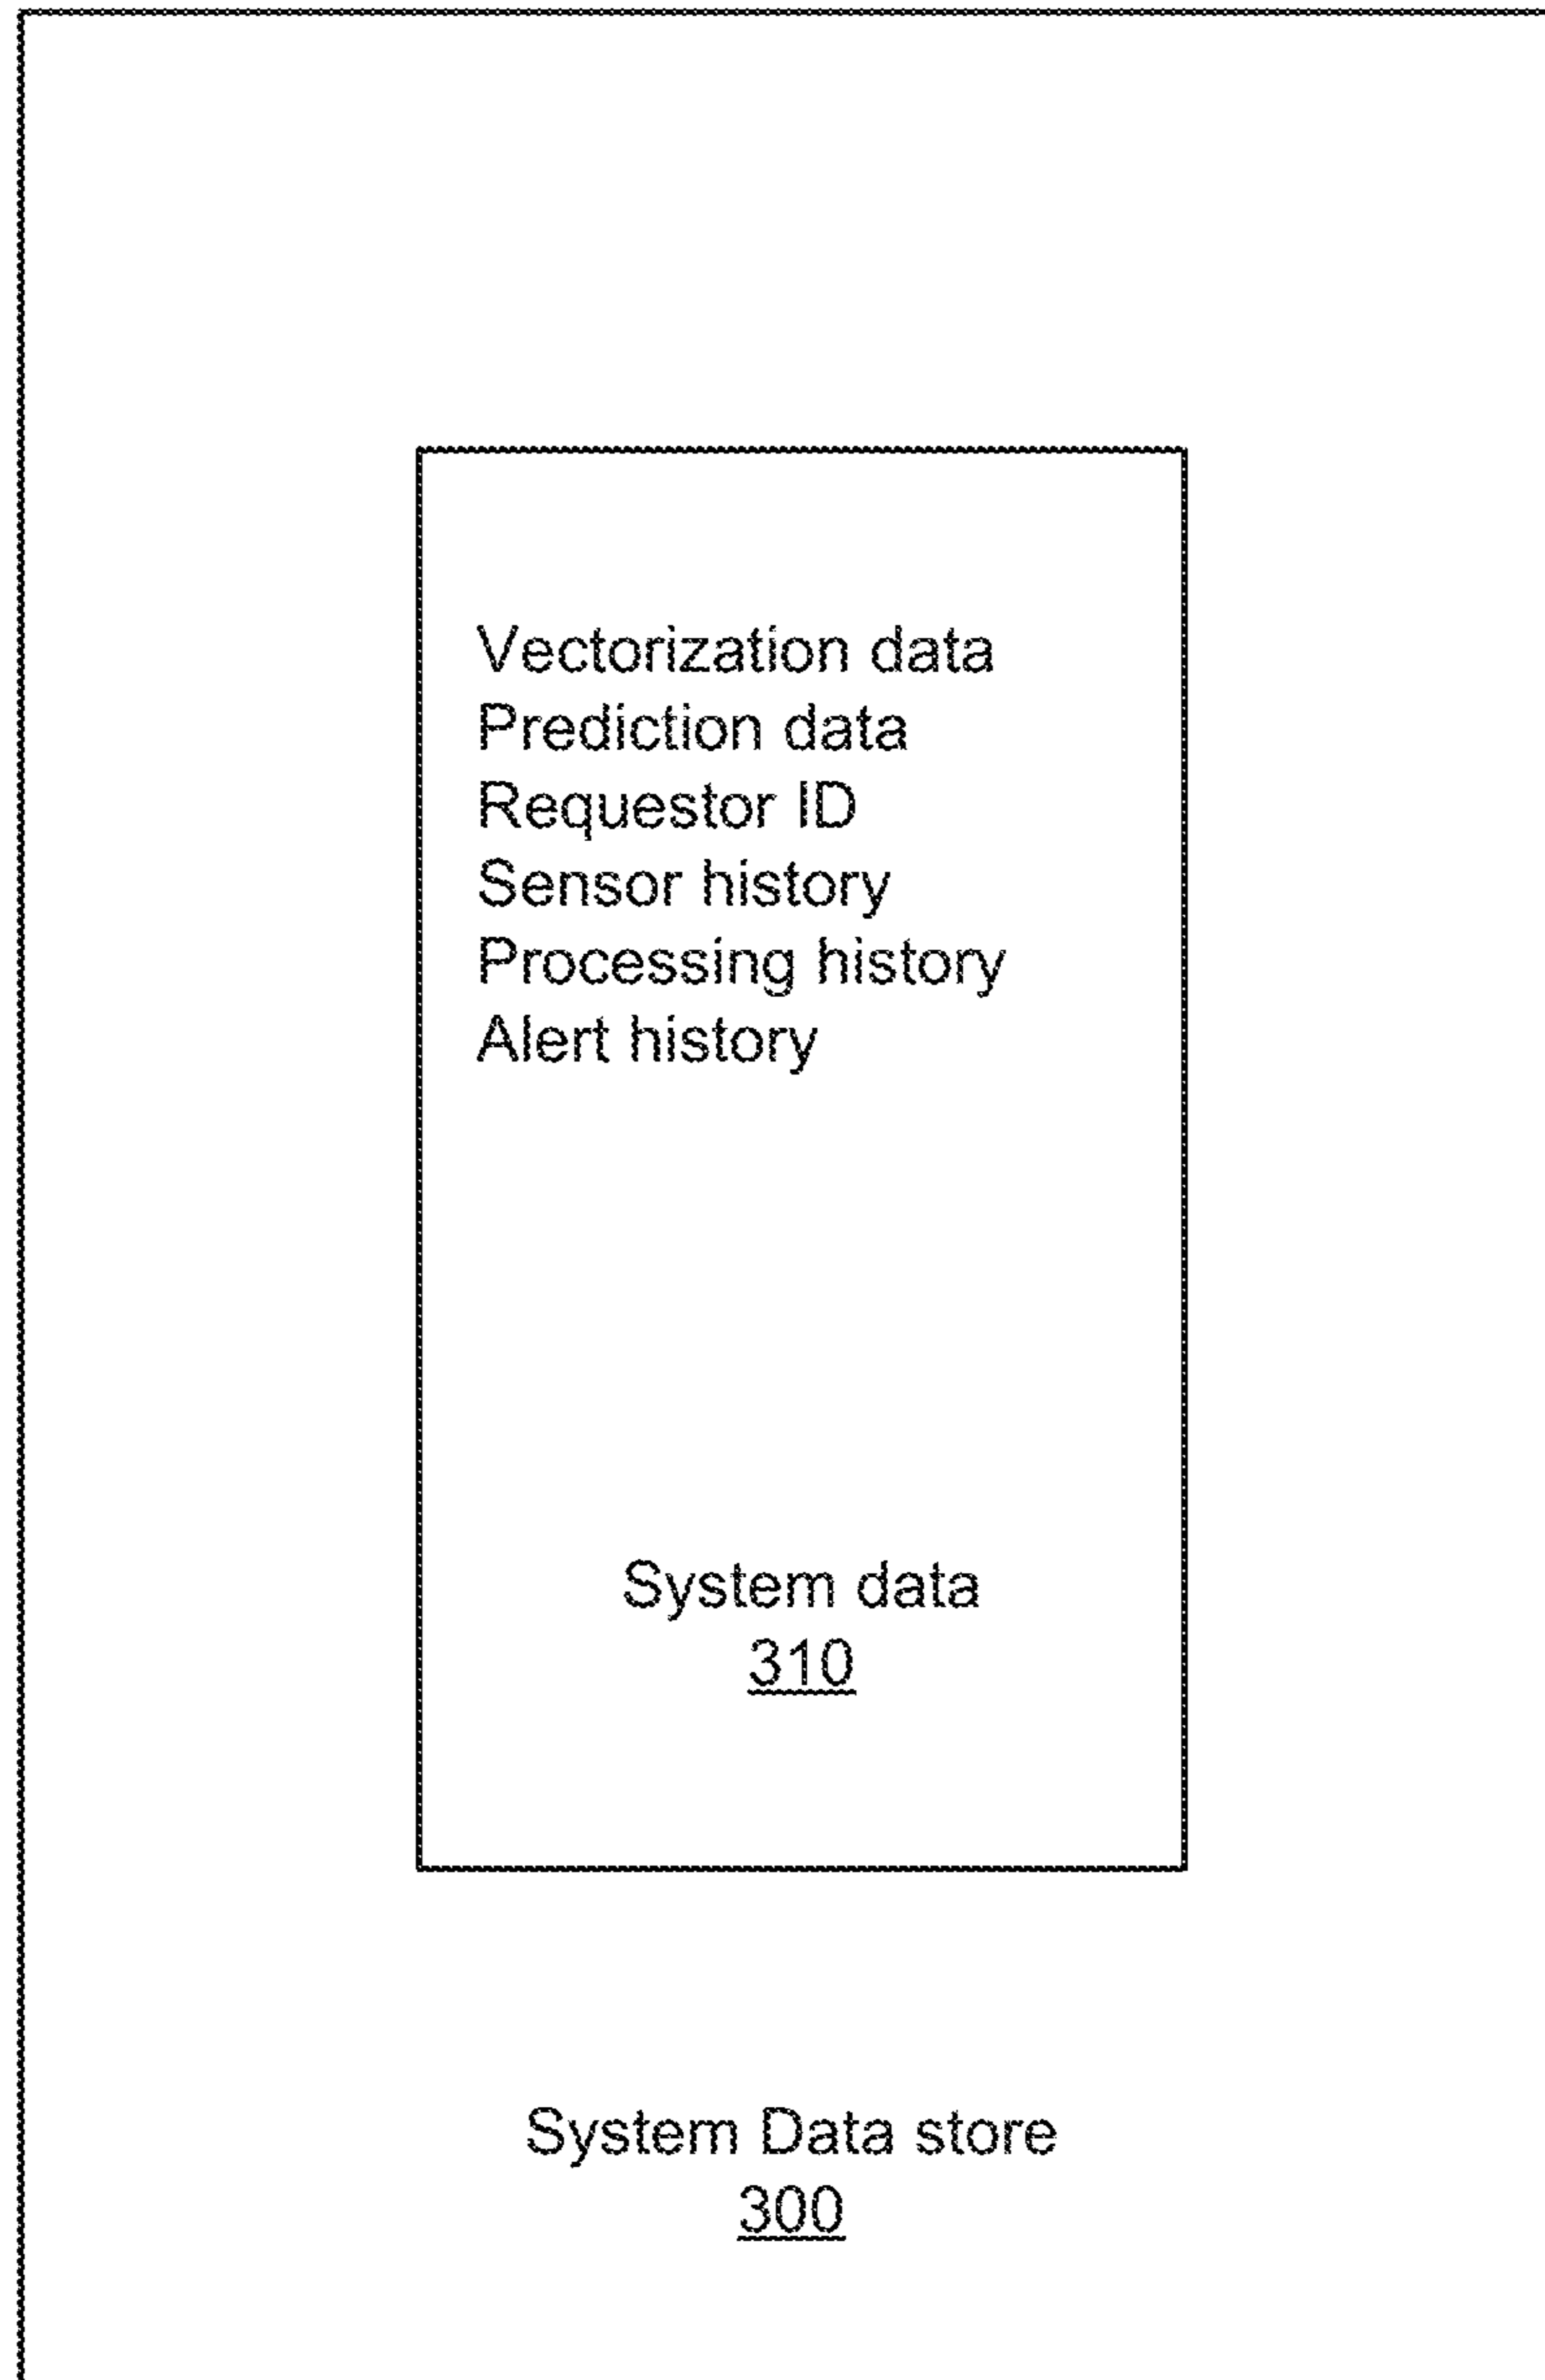 Vectorization data
Prediction data
Requestor ID
Sensor history
Processing history
Alert history
System data
310
System Data store
300